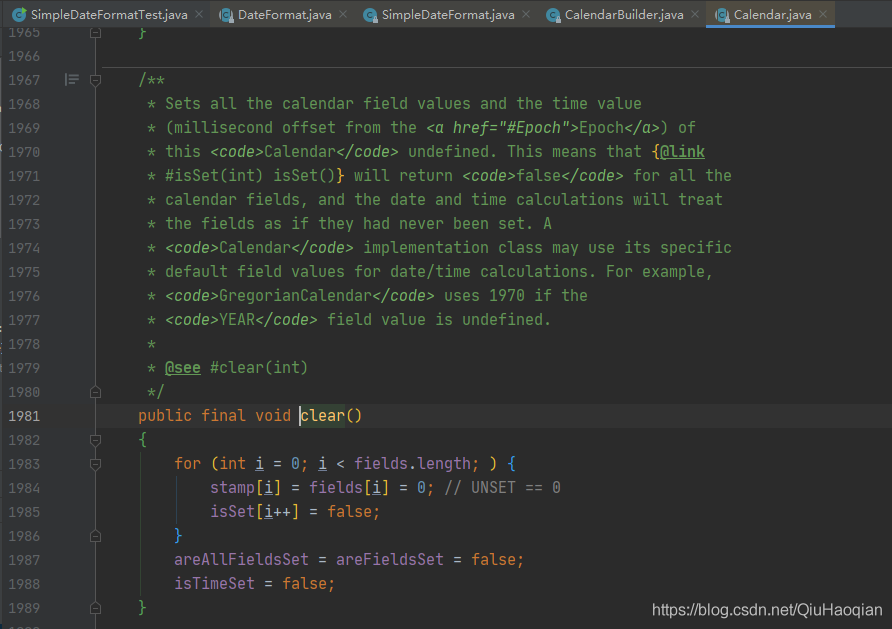 SimpleDateFormatTest.java DateFormat.java SimpleDateFormat.java CalendarBuilder.java Calendar.java
1965 }
1966
1967 /**
1968 * Sets all the calendar field values and the time value
1969 * (millisecond offset from the <a href="#Epoch">Epoch</a>) of
1970 * this <code>Calendar</code> undefined. This means that {@link
1971 * #isSet(int) isSet()} will return <code>false</code> for all the
1972 * calendar fields, and the date and time calculations will treat
1973 * the fields as if they had never been set. A
1974 * <code>Calendar</code> implementation class may use its specific
1975 * default field values for date/time calculations. For example,
1976 * <code>GregorianCalendar</code> uses 1970 if the
1977 * <code>YEAR</code> field value is undefined.
1978 *
1979 * @see #clear(int)
1980 */
1981 public final void clear()
1982 {
1983 for (int i = 0; i < fields.length; ) {
1984 stamp[i] = fields[i] = 0; // UNSET == 0
1985 isSet[i++] = false;
1986 }
1987 areAllFieldsSet = areFieldsSet = false;
1988 isTimeSet = false;
1989 }
https://blog.csdn.net/QiuHaoqian